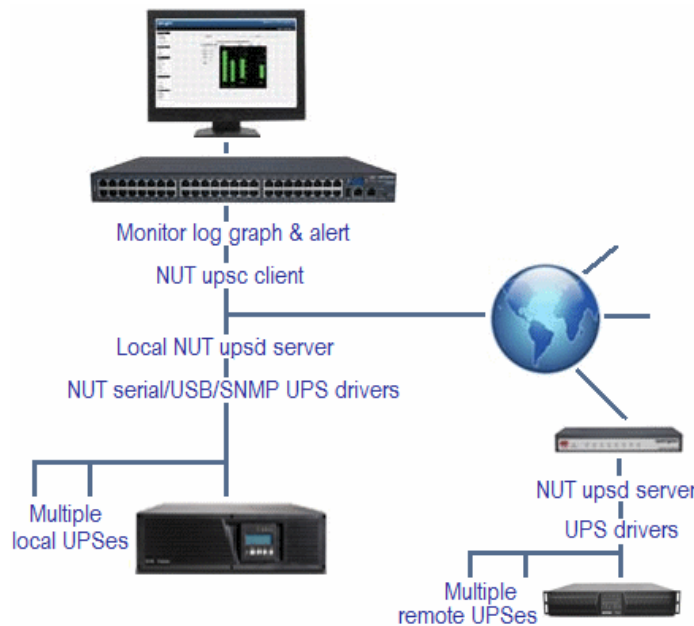 Monitor log graph & alert
NUT upsc client
Local NUT upsd server
NUT serial/USB/SNMP UPS drivers
Multiple
local UPSes
NUT upsd server
UPS drivers
Multiple
remote UPSes